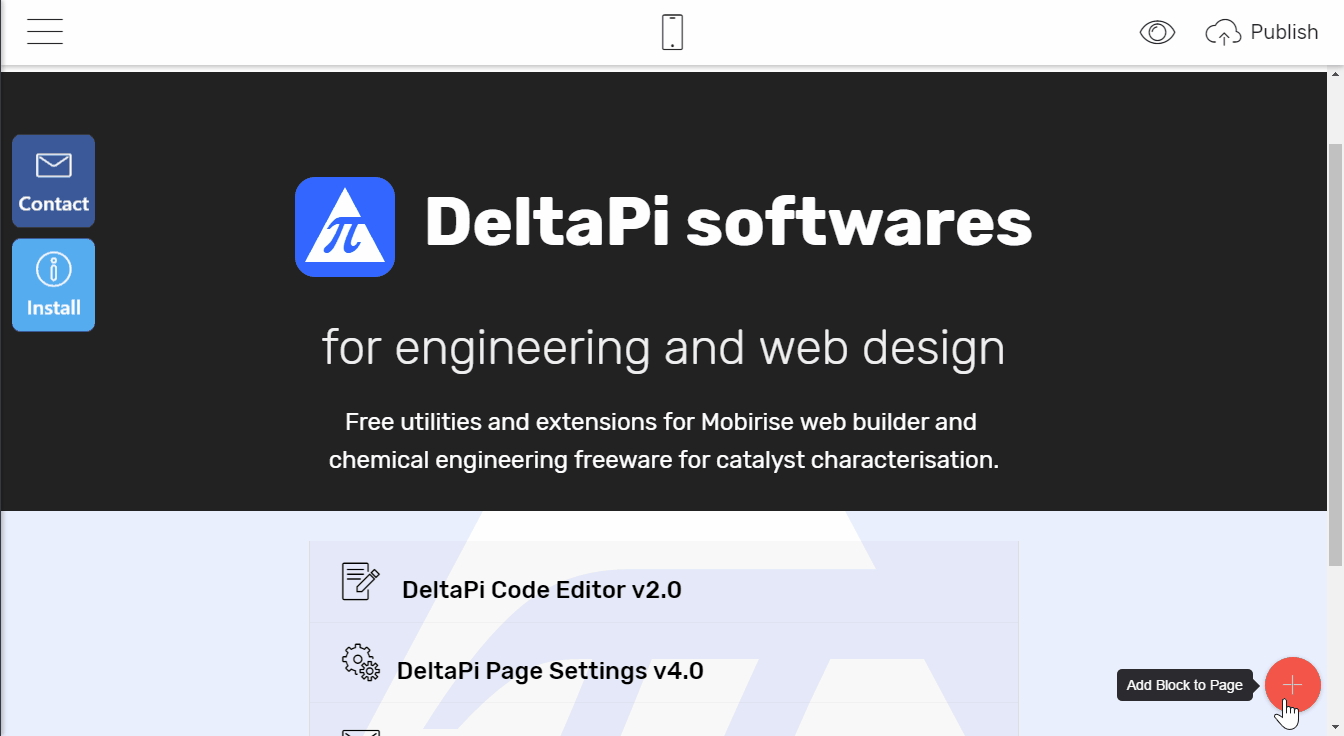 Publish
Contact
Install
DeltaPi softwares
for engineering and web design
Free utilities and extensions for Mobirise web builder and
chemical engineering freeware for catalyst characterisation.
DeltaPi Code Editor v2.0
DeltaPi Page Settings v4.0
Add Block to Page